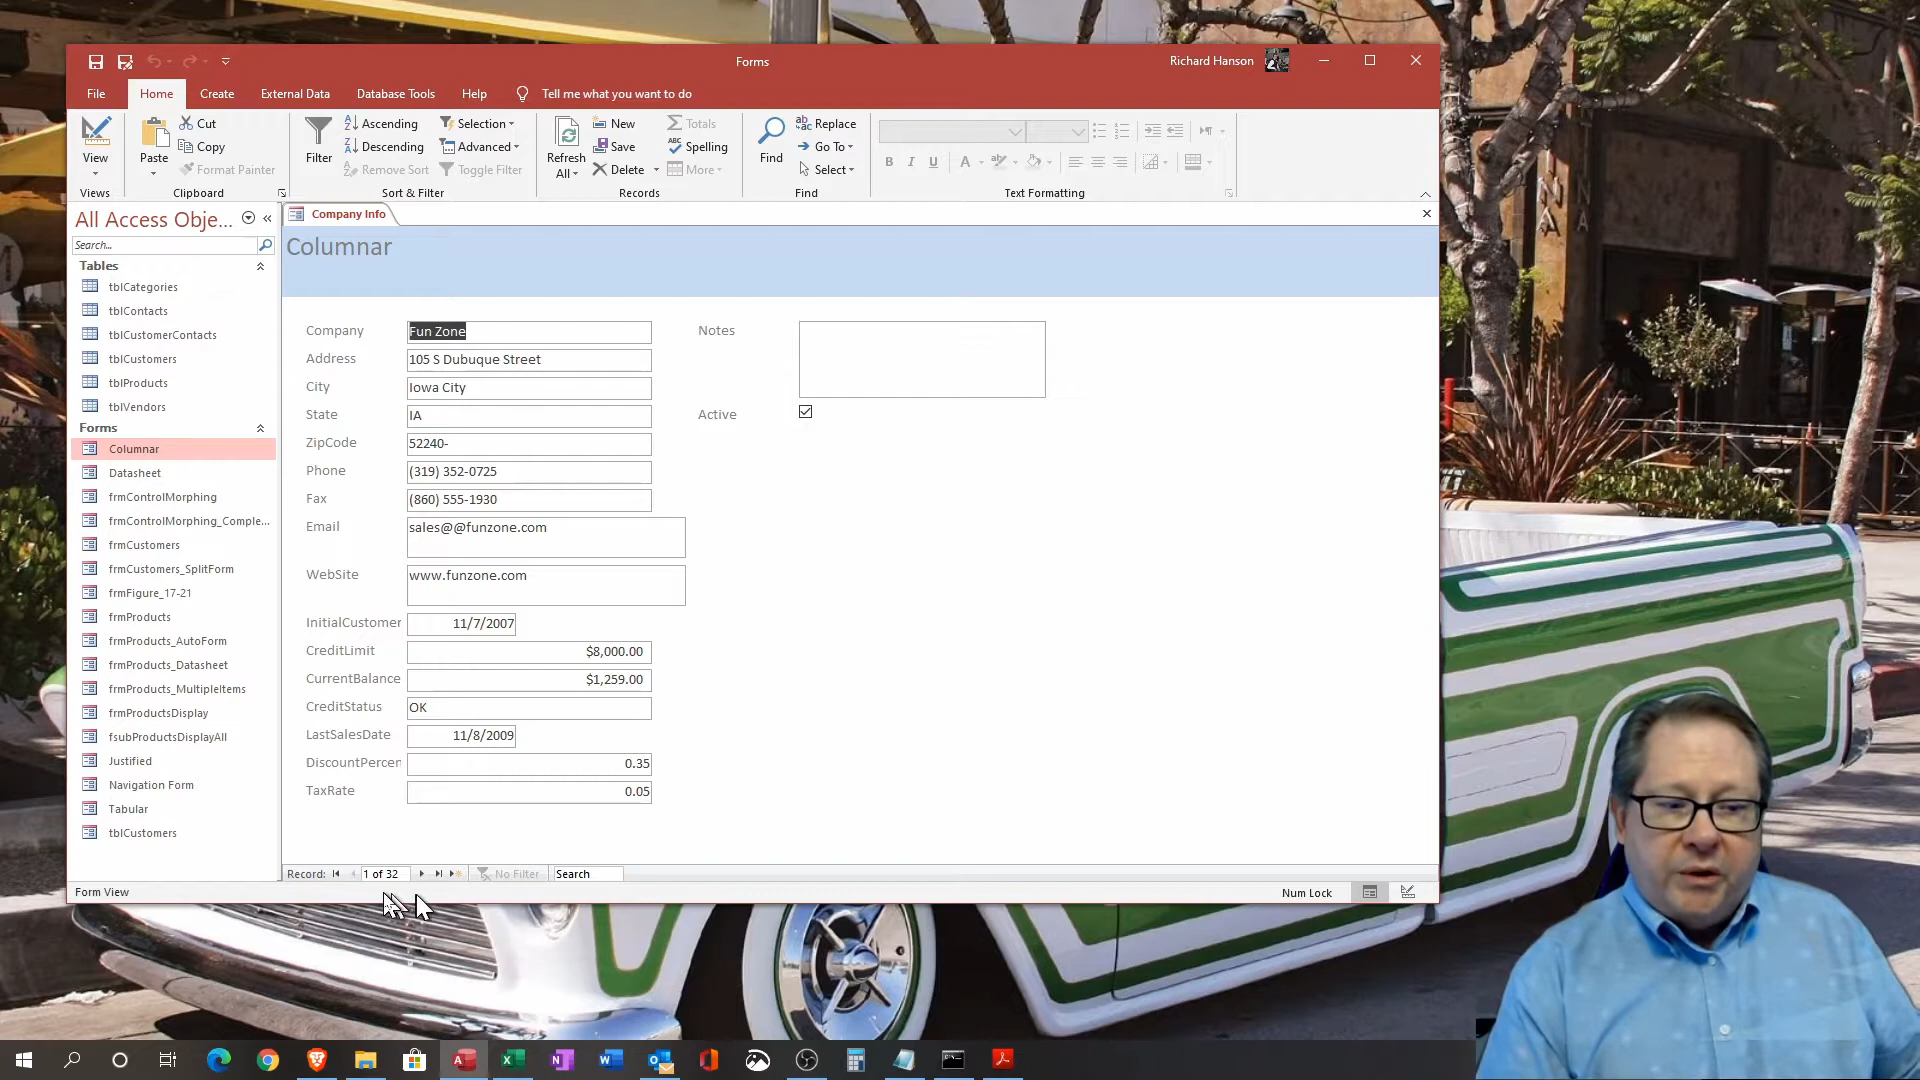 Forms
Richard Hanson
File Home Create External Data Database Tools Help Tell me what you want to do
View
Views
Paste
Cut
Copy
Format Painter
Clipboard
Filter
Ascending
Descending
Remove Sort
Selection
Advanced
Toggle Filter
Sort & Filter
Refresh
All
New
Save
Delete
Totals
Spelling
More
Records
Find
Replace
Go To
Select
Find
Text Formatting
All Access Obje...
Search...
Tables
tblCategories
tblContacts
tblCustomerContacts
tblCustomers
tblProducts
tblVendors
Forms
Columnar
Datasheet
frmControlMorphing
frmControlMorphing_Comple...
frmCustomers
frmCustomers_SplitForm
frmFigure_17-21
frmProducts
frmProducts_AutoForm
frmProducts_Datasheet
frmProducts_MultipleItems
frmProductsDisplay
fsubProductsDisplayAll
Justified
Navigation Form
Tabular
tblCustomers
Company Info
Columnar
Company Fun Zone
Address 105 S Dubuque Street
City Iowa City
State IA
ZipCode 52240-
Phone (319) 352-0725
Fax (860) 555-1930
Email sales@@funzone.com
WebSite www.funzone.com
InitialCustomer 11/7/2007
CreditLimit $8,000.00
CurrentBalance $1,259.00
CreditStatus OK
LastSalesDate 11/8/2009
DiscountPercen 0.35
TaxRate 0.05
Notes
Active
Record: 1 of 32 No Filter Search
Form View
Num Lock